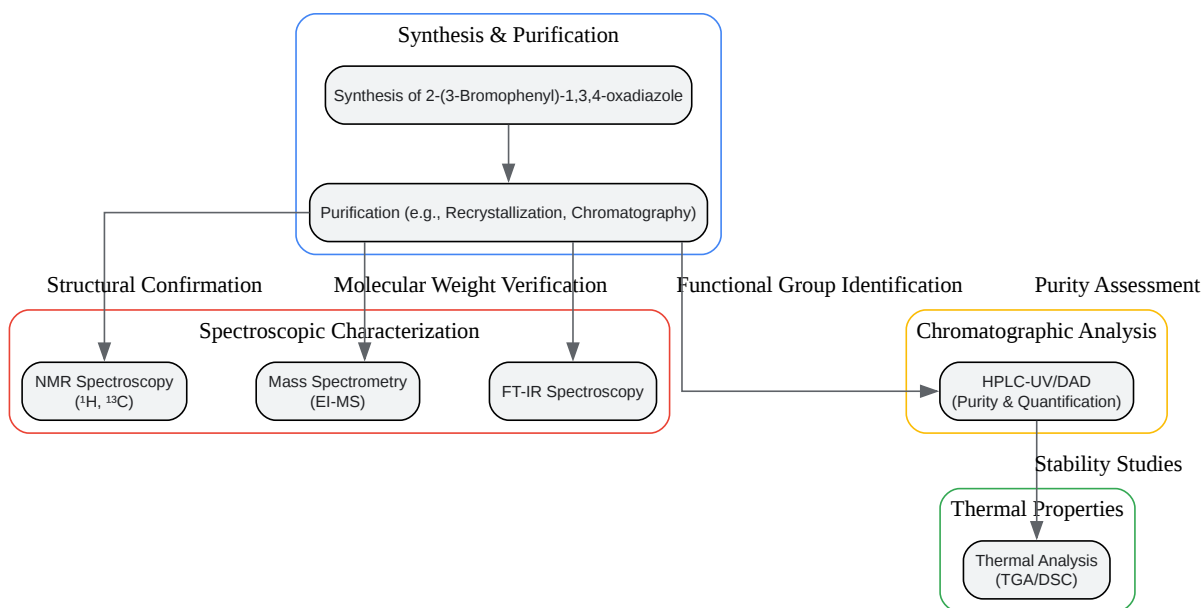 Synthesis & Purification
Synthesis of 2-(3-Bromophenyl)-1,3,4-oxadiazole
Purification (e.g., Recrystallization, Chromatography)
Structural Confirmation
Molecular Weight Verification
Functional Group Identification
Purity Assessment
Spectroscopic Characterization
Chromatographic Analysis
NMR Spectroscopy
(¹H, ¹³C)
Mass Spectrometry
(EI-MS)
FT-IR Spectroscopy
HPLC-UV/DAD
(Purity & Quantification)
Stability Studies
Thermal Properties
Thermal Analysis
(TGA/DSC)